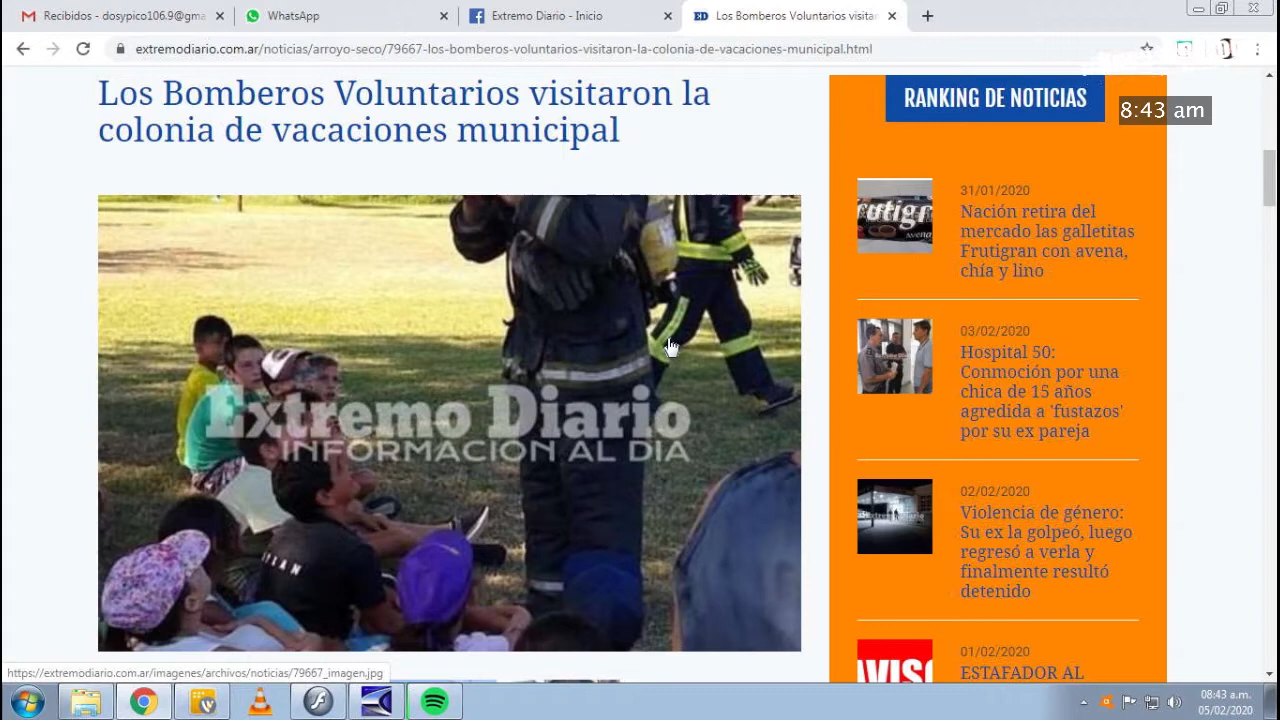 Recibidos - dosypico106.9@gma
WhatsApp
Extremo Diario - Inicio
Los Bomberos Voluntarios visitar
extremodiario.com.ar/noticias/arroyo-seco/79667-los-bomberos-voluntarios-visitaron-la-colonia-de-vacaciones-municipal.html
Los Bomberos Voluntarios visitaron la
colonia de vacaciones municipal
Extremo Diario
INFORMACION AL DIA
RANKING DE NOTICIAS
8:43 am
31/01/2020
Nación retira del
mercado las galletitas
Frutigran con avena,
chía y lino
03/02/2020
Hospital 50:
Conmoción por una
chica de 15 años
agredida a 'fustazos'
por su ex pareja
02/02/2020
Violencia de género:
Su ex la golpeó, luego
regresó a verla y
finalmente resultó
detenido
01/02/2020
ESTAFADOR AL
https://extremodiario.com.ar/imagenes/archivos/noticias/79667_imagen.jpg
08:43 a.m.
05/02/2020